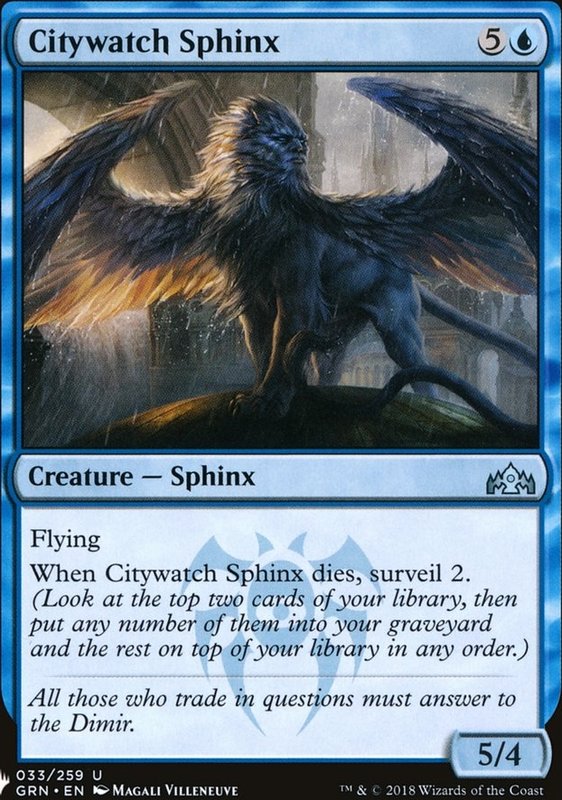 Citywatch Sphinx 5
Creature — Sphinx
Flying
When Citywatch Sphinx dies, surveil 2.
(Look at the top two cards of your library, then
put any number of them into your graveyard
and the rest on top of your library in any order.)
All those who trade in questions must answer to
the Dimir.
5/4
033/259 U
GRN • EN Magali Villeneuve
™ & © 2018 Wizards of the Coast